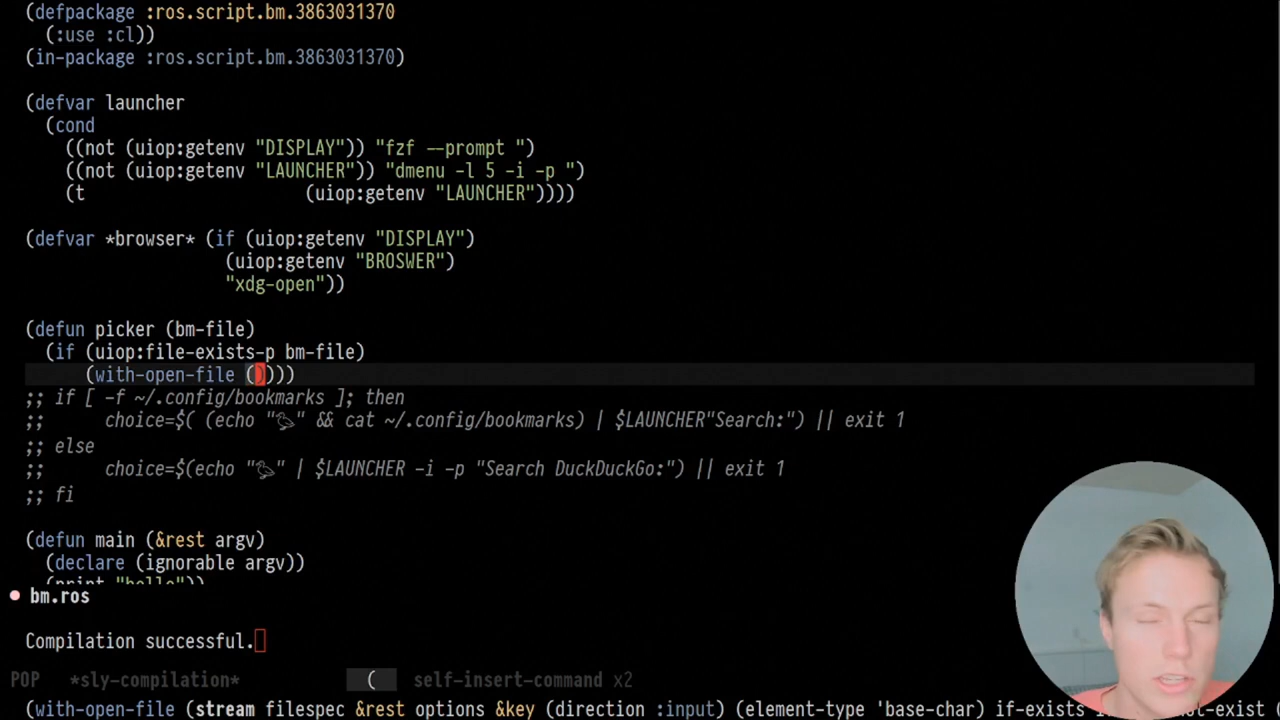 (defpackage :ros.script.bm.3863031370
  (:use :cl))
(in-package :ros.script.bm.3863031370)
(defvar launcher
  (cond
    ((not (uiop:getenv "DISPLAY")) "fzf --prompt ")
    ((not (uiop:getenv "LAUNCHER")) "dmenu -l 5 -i -p ")
    (t                      (uiop:getenv "LAUNCHER"))))
(defvar *browser* (if (uiop:getenv "DISPLAY")
                    (uiop:getenv "BROSWER")
                    "xdg-open"))
(defun picker (bm-file)
  (if (uiop:file-exists-p bm-file)
      (with-open-file ())))
;; if [ -f ~/.config/bookmarks ]; then
;;      choice=$( (echo "🦆" && cat ~/.config/bookmarks) | $LAUNCHER"Search:") || exit 1
;; else
;;      choice=$(echo "🦆" | $LAUNCHER -i -p "Search DuckDuckGo:") || exit 1
;; fi
(defun main (&rest argv)
  (declare (ignorable argv))
  (print "hello"))
bm.ros
Compilation successful.
POP *sly-compilation* ( self-insert-command x2
(with-open-file (stream filespec &rest options &key (direction :input) (element-type 'base-char) if-exists